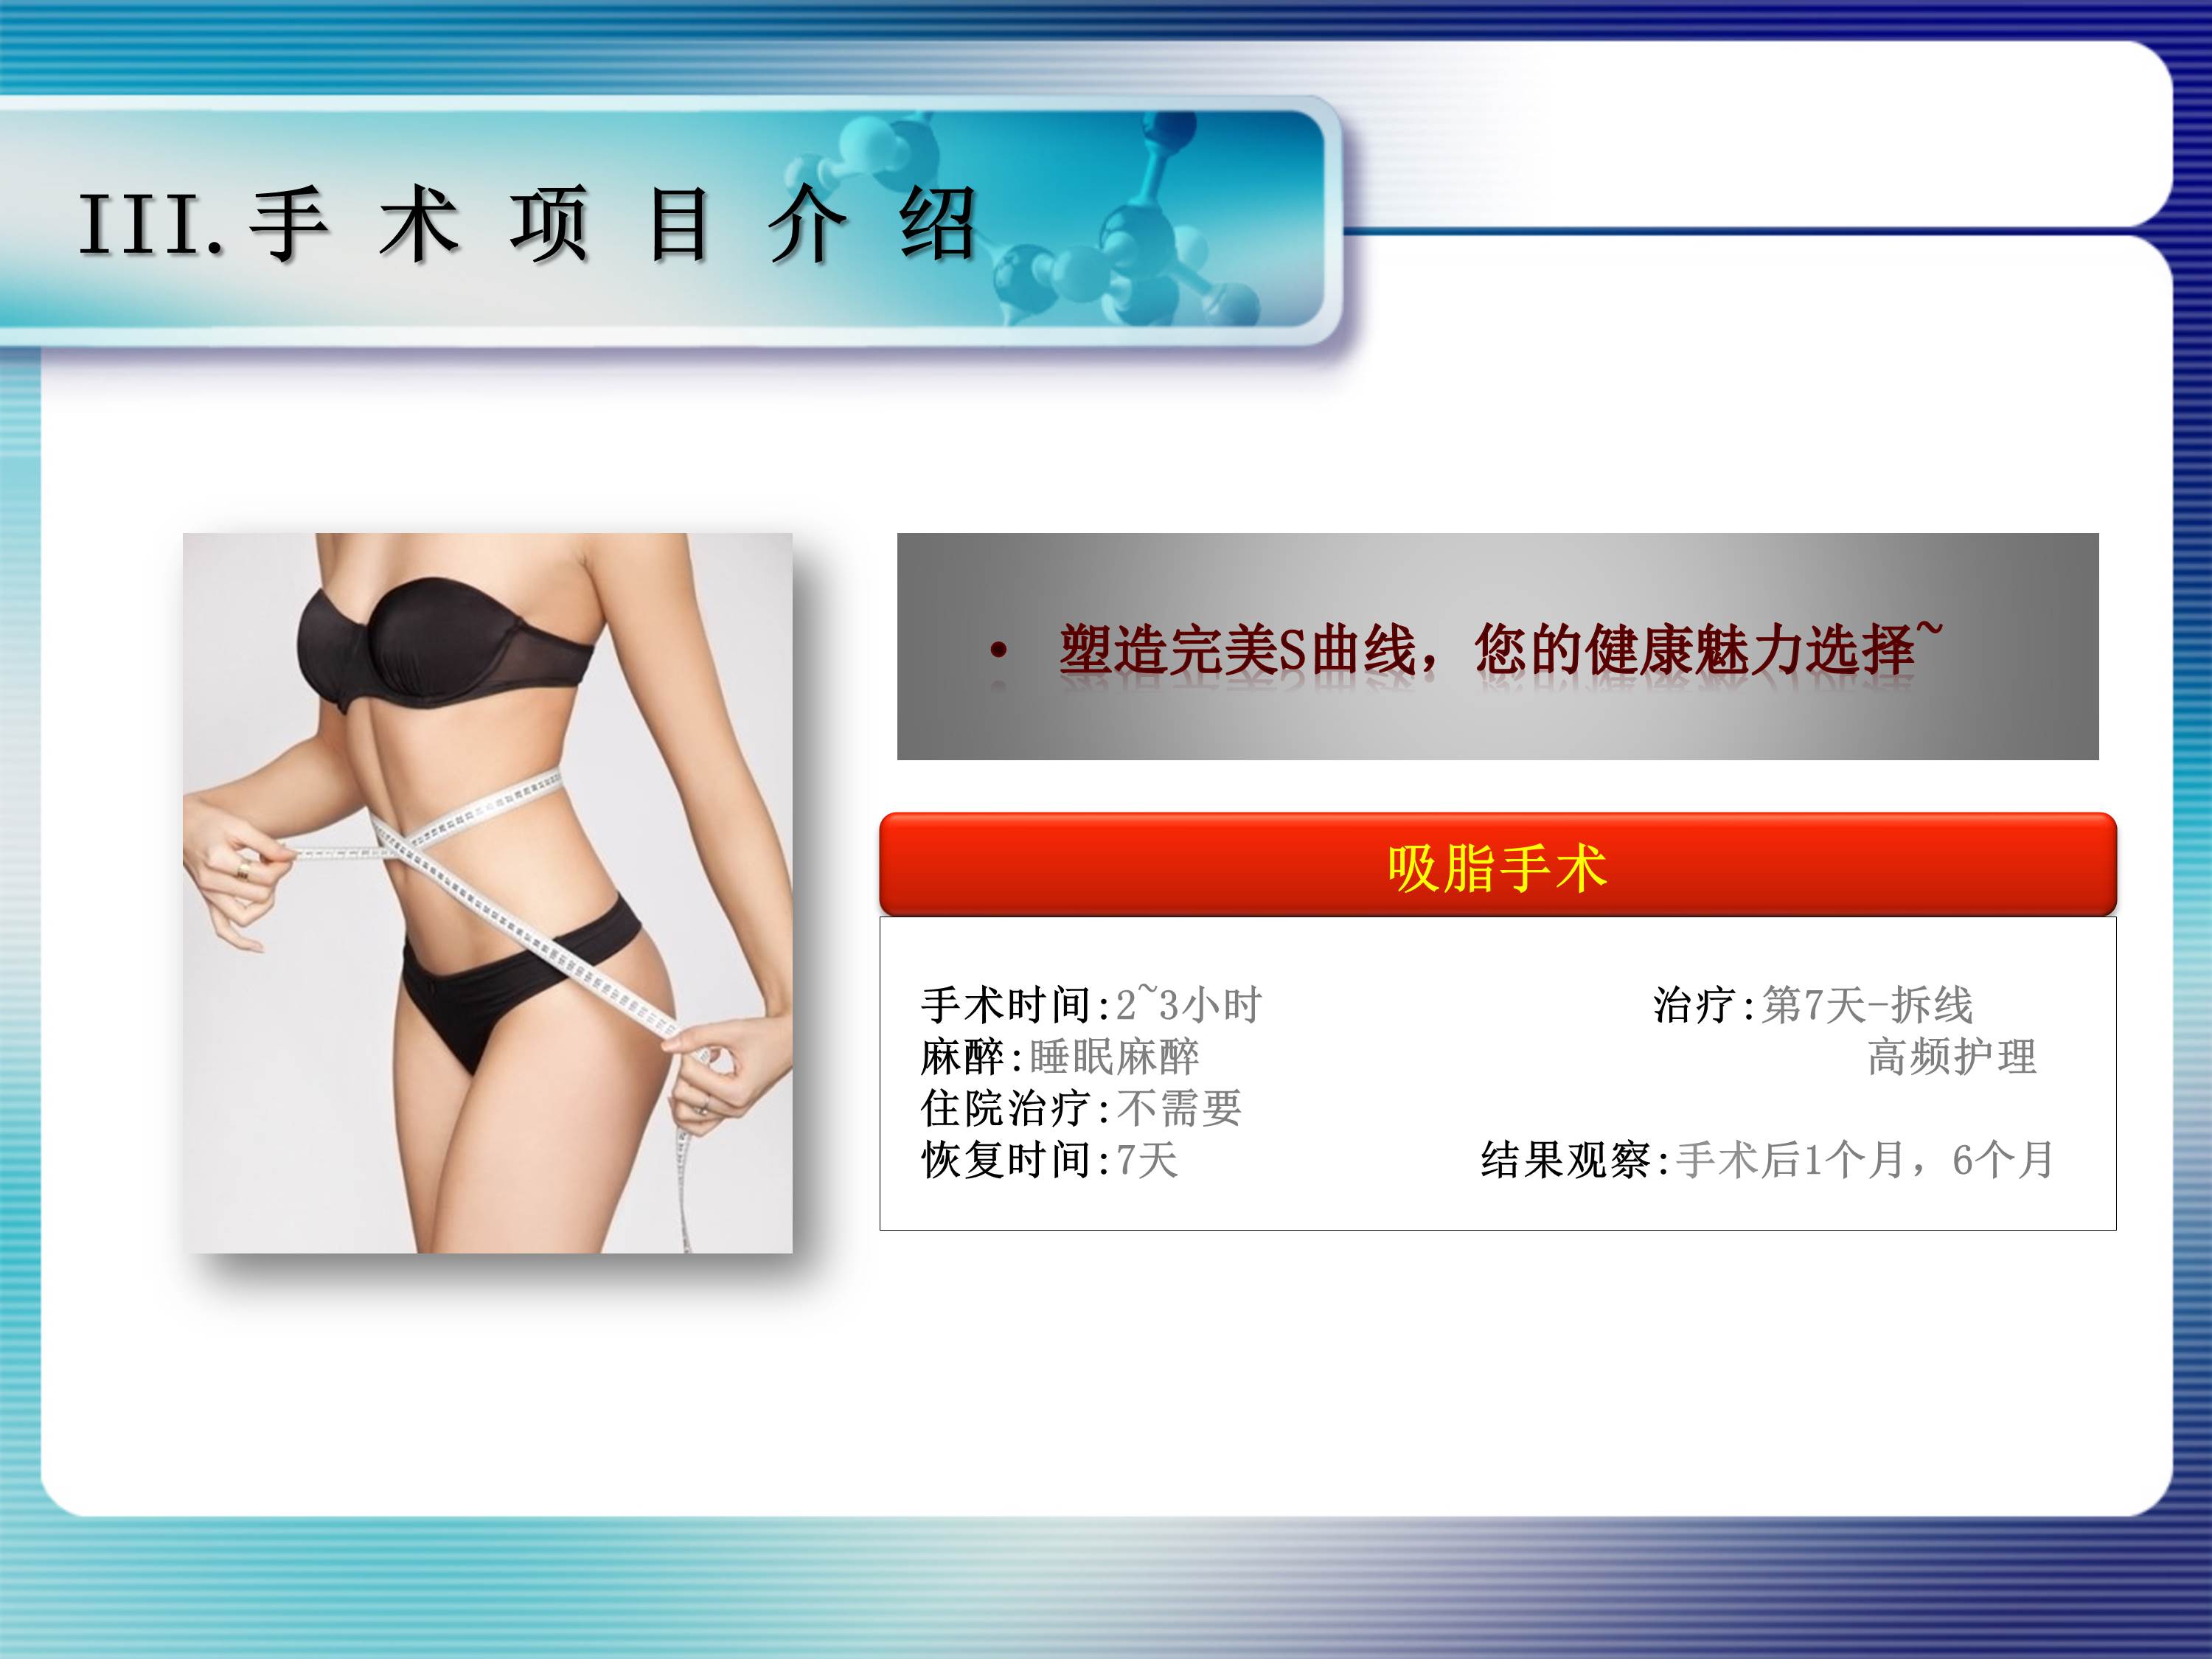 III.手术项目介绍
• 塑造完美S曲线，您的健康魅力选择~
吸脂手术
手术时间:2~3小时 治疗:第7天-拆线
麻醉:睡眠麻醉 高频护理
住院治疗:不需要
恢复时间:7天 结果观察:手术后1个月，6个月